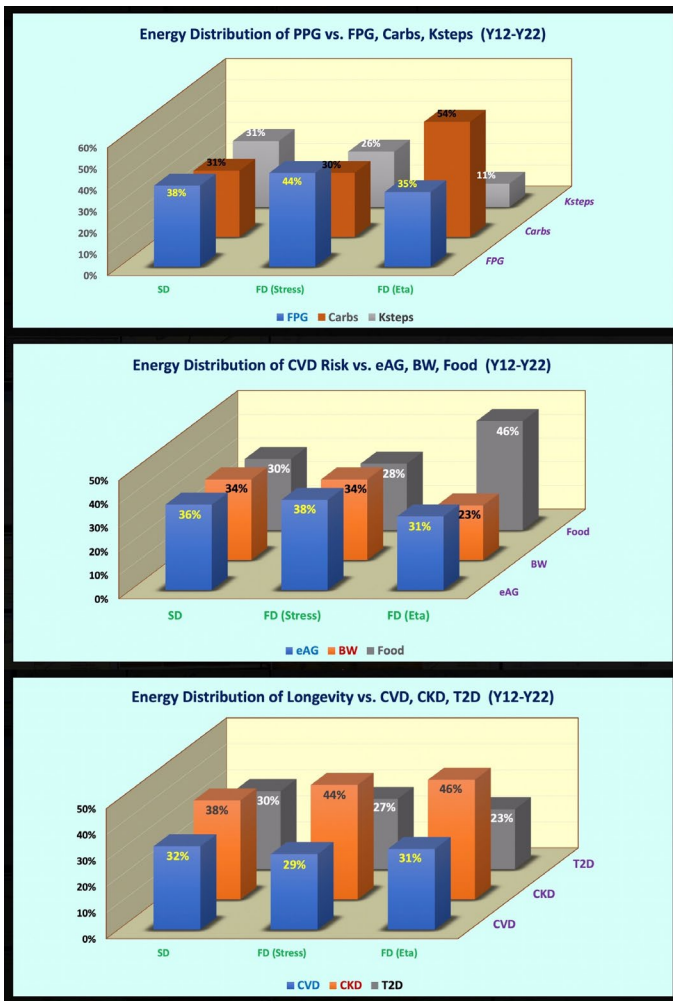 Energy Distribution of PPG vs. FPG, Carbs, Ksteps (Y12-Y22)
60%
50%
40%
30%
20%
10%
0%
31%
26%
11%
31%
30%
54%
38%
44%
35%
Ksteps
Carbs
FPG
SD
FD (Stress)
FD (Eta)
FPG Carbs Ksteps
Energy Distribution of CVD Risk vs. eAG, BW, Food (Y12-Y22)
50%
40%
30%
20%
10%
0%
30%
28%
46%
34%
34%
23%
36%
38%
31%
Food
BW
eAG
SD
FD (Stress)
FD (Eta)
eAG BW Food
Energy Distribution of Longevity vs. CVD, CKD, T2D (Y12-Y22)
50%
40%
30%
20%
10%
0%
30%
27%
23%
38%
44%
46%
32%
29%
31%
T2D
CKD
CVD
SD
FD (Stress)
FD (Eta)
CVD CKD T2D